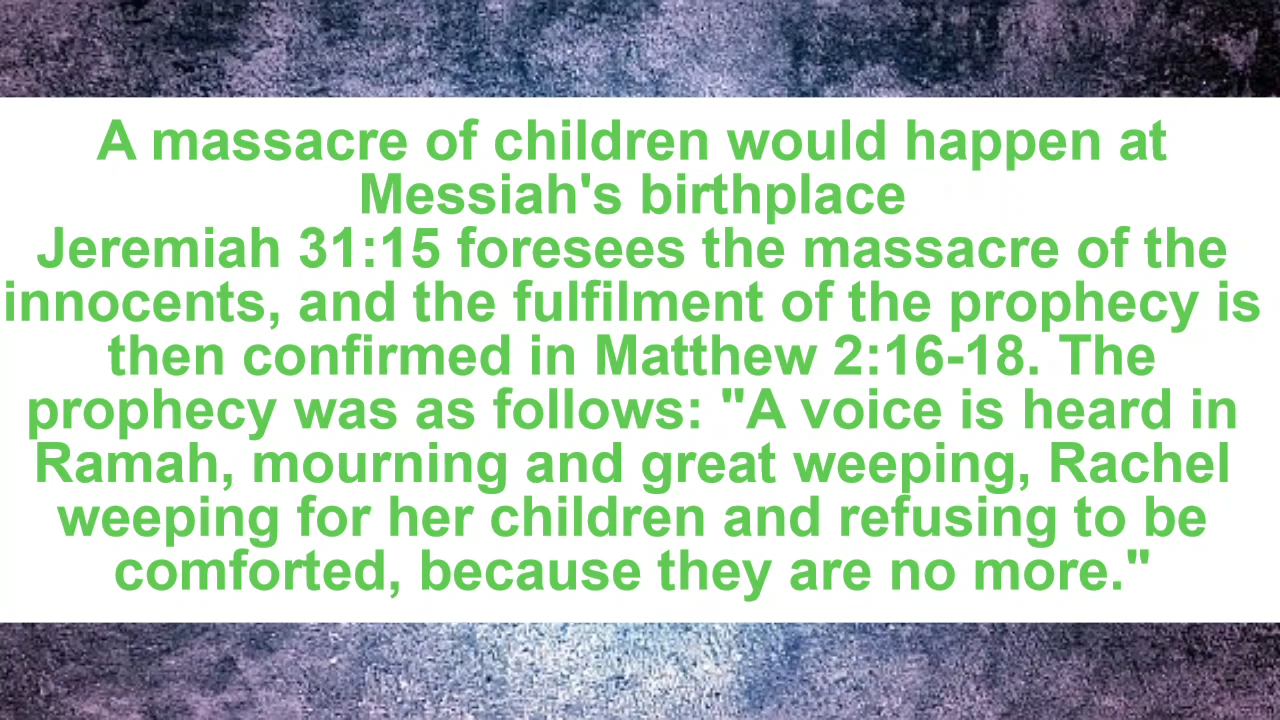 A massacre of children would happen at
Messiah's birthplace
Jeremiah 31:15 foresees the massacre of the
innocents, and the fulfilment of the prophecy is
then confirmed in Matthew 2:16-18. The
prophecy was as follows: "A voice is heard in
Ramah, mourning and great weeping, Rachel
weeping for her children and refusing to be
comforted, because they are no more."